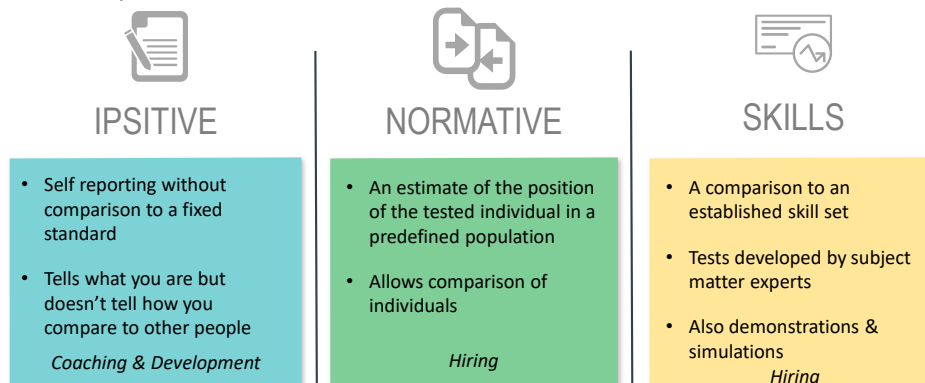 IPSITIVE
• Self reporting without
comparison to a fixed
standard
• Tells what you are but
doesn’t tell how you
compare to other people
Coaching & Development
NORMATIVE
• An estimate of the position
of the tested individual in a
predefined population
• Allows comparison of
individuals
Hiring
SKILLS
• A comparison to an
established skill set
• Tests developed by subject
matter experts
• Also demonstrations &
simulations
Hiring